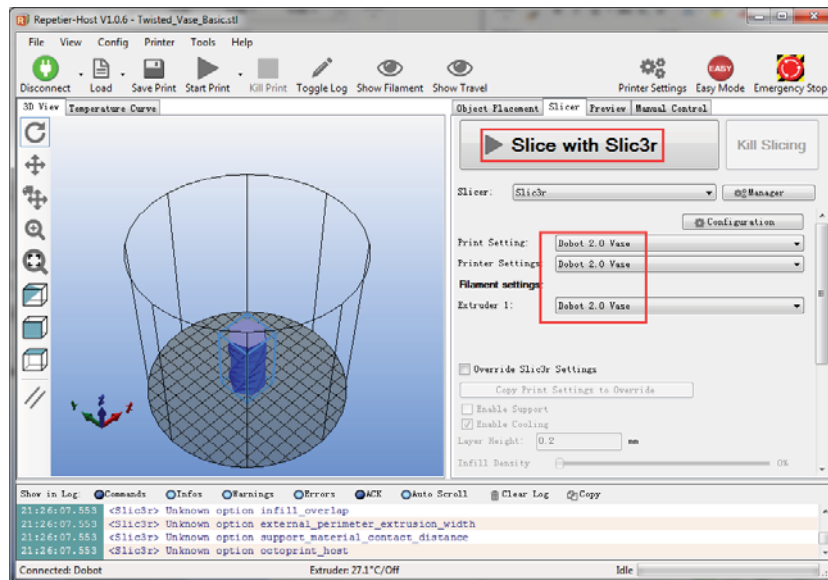 Repetier-Host V1.0.6 - Twisted_Vase_Basic.stl
File View Config Printer Tools Help
Disconnect Load Save Print Start Print Kill Print Toggle Log Show Filament Show Travel Printer Settings Easy Mode Emergency Stop
EASY
3D View Temperature Curve
Object Placement Slicer Preview Manual Control
Slice with Slic3r
Kill Slicing
Slicer: Slic3r Manager
Configuration
Print Setting: Dobot 2.0 Vase
Printer Settings: Dobot 2.0 Vase
Filament settings:
Extruder 1: Dobot 2.0 Vase
Override Slic3r Settings
Copy Print Settings to Override
Enable Support
Enable Cooling
Layer Height: 0.2 mm
Infill Density 0%
Show in Log: Commands Infos Warnings Errors ACK Auto Scroll Clear Log Copy
21:26:07.553 <Slic3r> Unknown option infill_overlap
21:26:07.553 <Slic3r> Unknown option external_perimeter_extrusion_width
21:26:07.553 <Slic3r> Unknown option support_material_contact_distance
21:26:07.553 <Slic3r> Unknown option octoprint_host
Connected: Dobot Extruder: 27.1°C/Off Idle